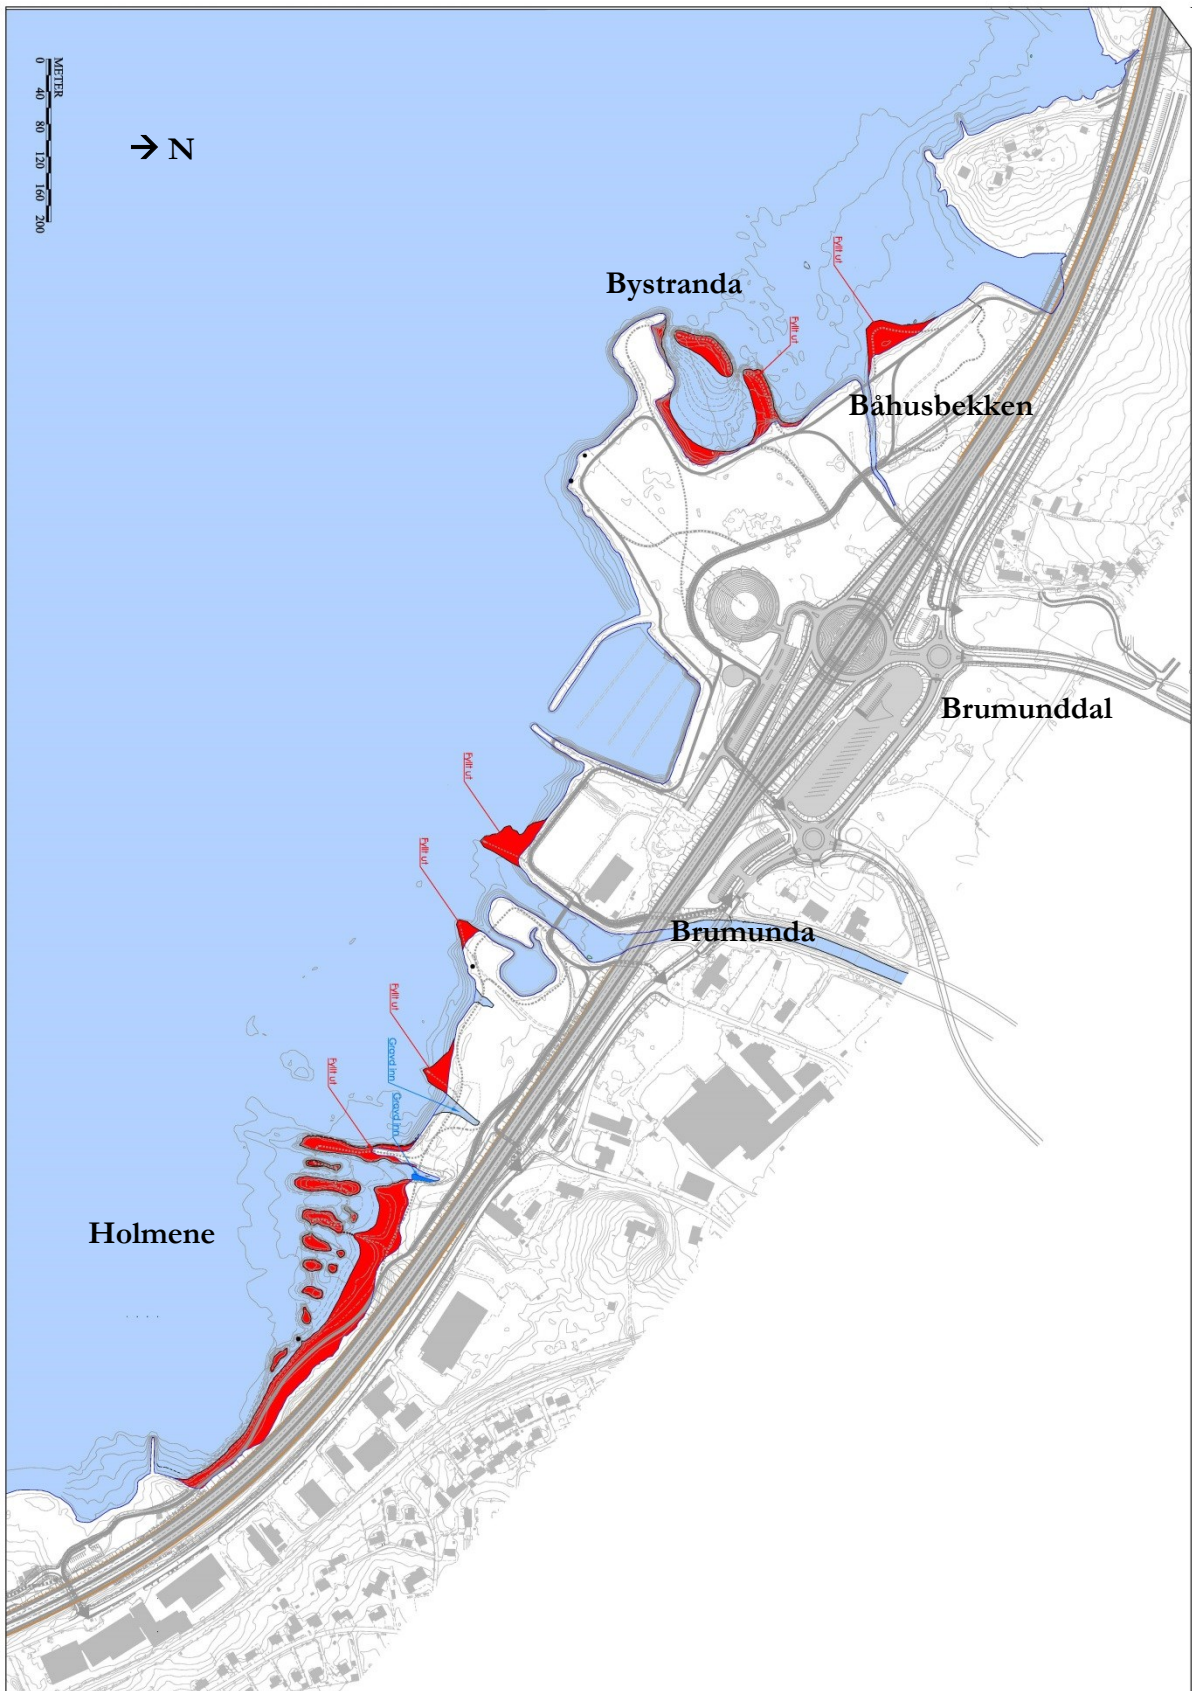 METER
0 40 80 120 160 200
→ N
Fyllt ut
Bystranda
Fyllt ut
Båhusbekken
Brumunddal
Fyllt ut
Fyllt ut
Brumunda
Fyllt ut
Gravd inn
Fyllt ut
Gravd inn
Holmene